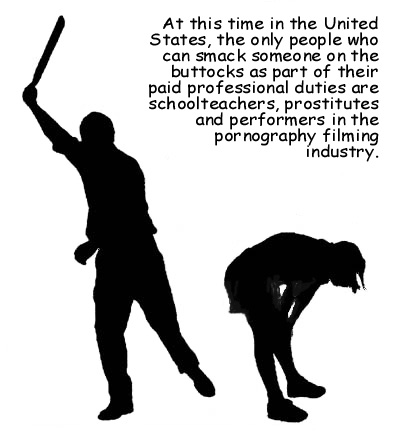 At this time in the United
States, the only people who
can smack someone on the
buttocks as part of their
paid professional duties are
schoolteachers, prostitutes
and performers in the
pornography filming
industry.